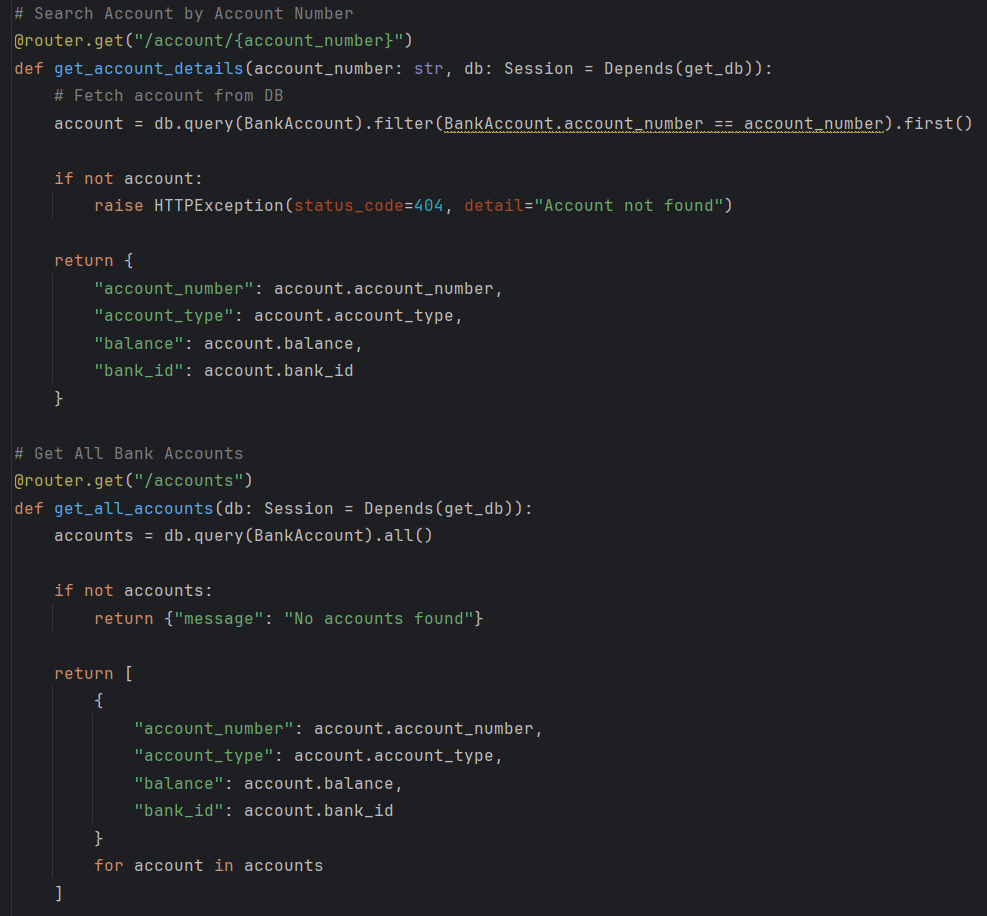 # Search Account by Account Number
@router.get("/account/{account_number}")
def get_account_details(account_number: str, db: Session = Depends(get_db)):
    # Fetch account from DB
    account = db.query(BankAccount).filter(BankAccount.account_number == account_number).first()

    if not account:
        raise HTTPException(status_code=404, detail="Account not found")

    return {
        "account_number": account.account_number,
        "account_type": account.account_type,
        "balance": account.balance,
        "bank_id": account.bank_id
    }

# Get All Bank Accounts
@router.get("/accounts")
def get_all_accounts(db: Session = Depends(get_db)):
    accounts = db.query(BankAccount).all()

    if not accounts:
        return {"message": "No accounts found"}

    return [
        {
            "account_number": account.account_number,
            "account_type": account.account_type,
            "balance": account.balance,
            "bank_id": account.bank_id
        }
        for account in accounts
    ]